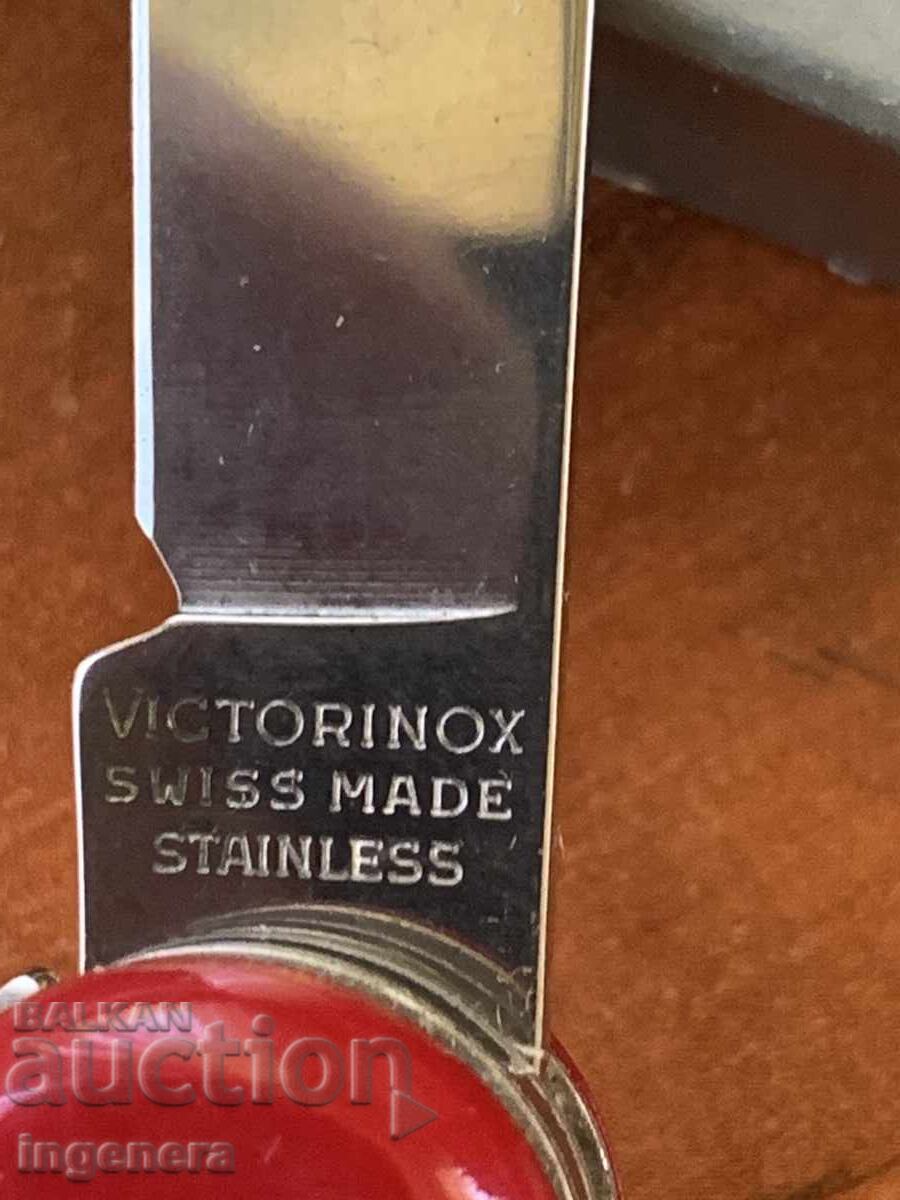 VICTORINOX
SWISS MADE
STAINLESS
BALKAN
auction
ingenera